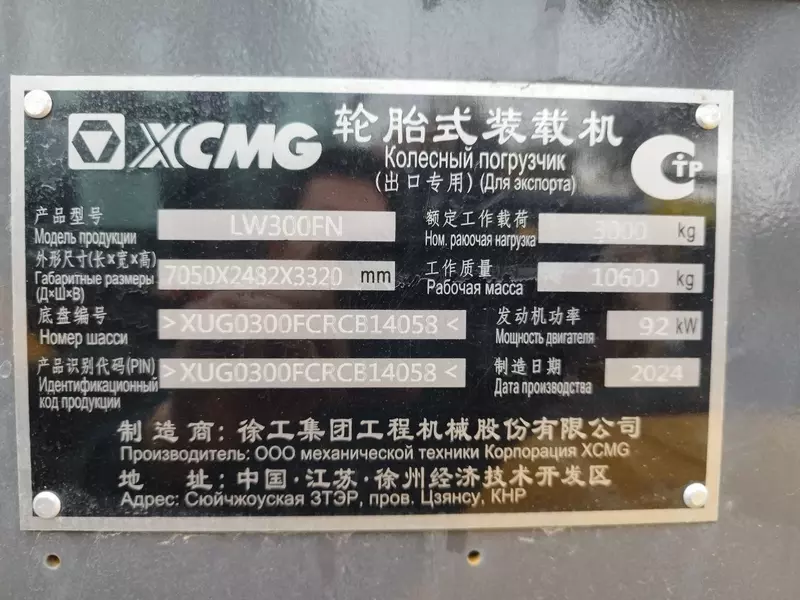 XCMG 轮胎式装载机
Колесный погрузчик
(出口专用) (Для экспорта)
СТР
产品型号
Модель продукции
LW300FN
额定工作载荷
Ном. раюочая нагрузка
3000 kg
外形尺寸(长×宽×高)
Габаритные размеры
(Д×Ш×В)
7050X2482X3320 mm
工作质量
Рабочая масса
10600 kg
底盘编号
Номер шасси
>XUG0300FCRCB14058<
发动机功率
Мощность двигателя
92 kW
产品识别代码(PIN)
Идентификационный
код продукции
>XUG0300FCRCB14058<
制造日期
Дата производства
2024
制造商:徐工集团工程机械股份有限公司
Производитель: ООО механической техники Корпорация XCMG
地 址:中国·江苏·徐州经济技术开发区
Адрес: Сюйчжоуская ЗТЭР, пров. Цзянсу, КНР